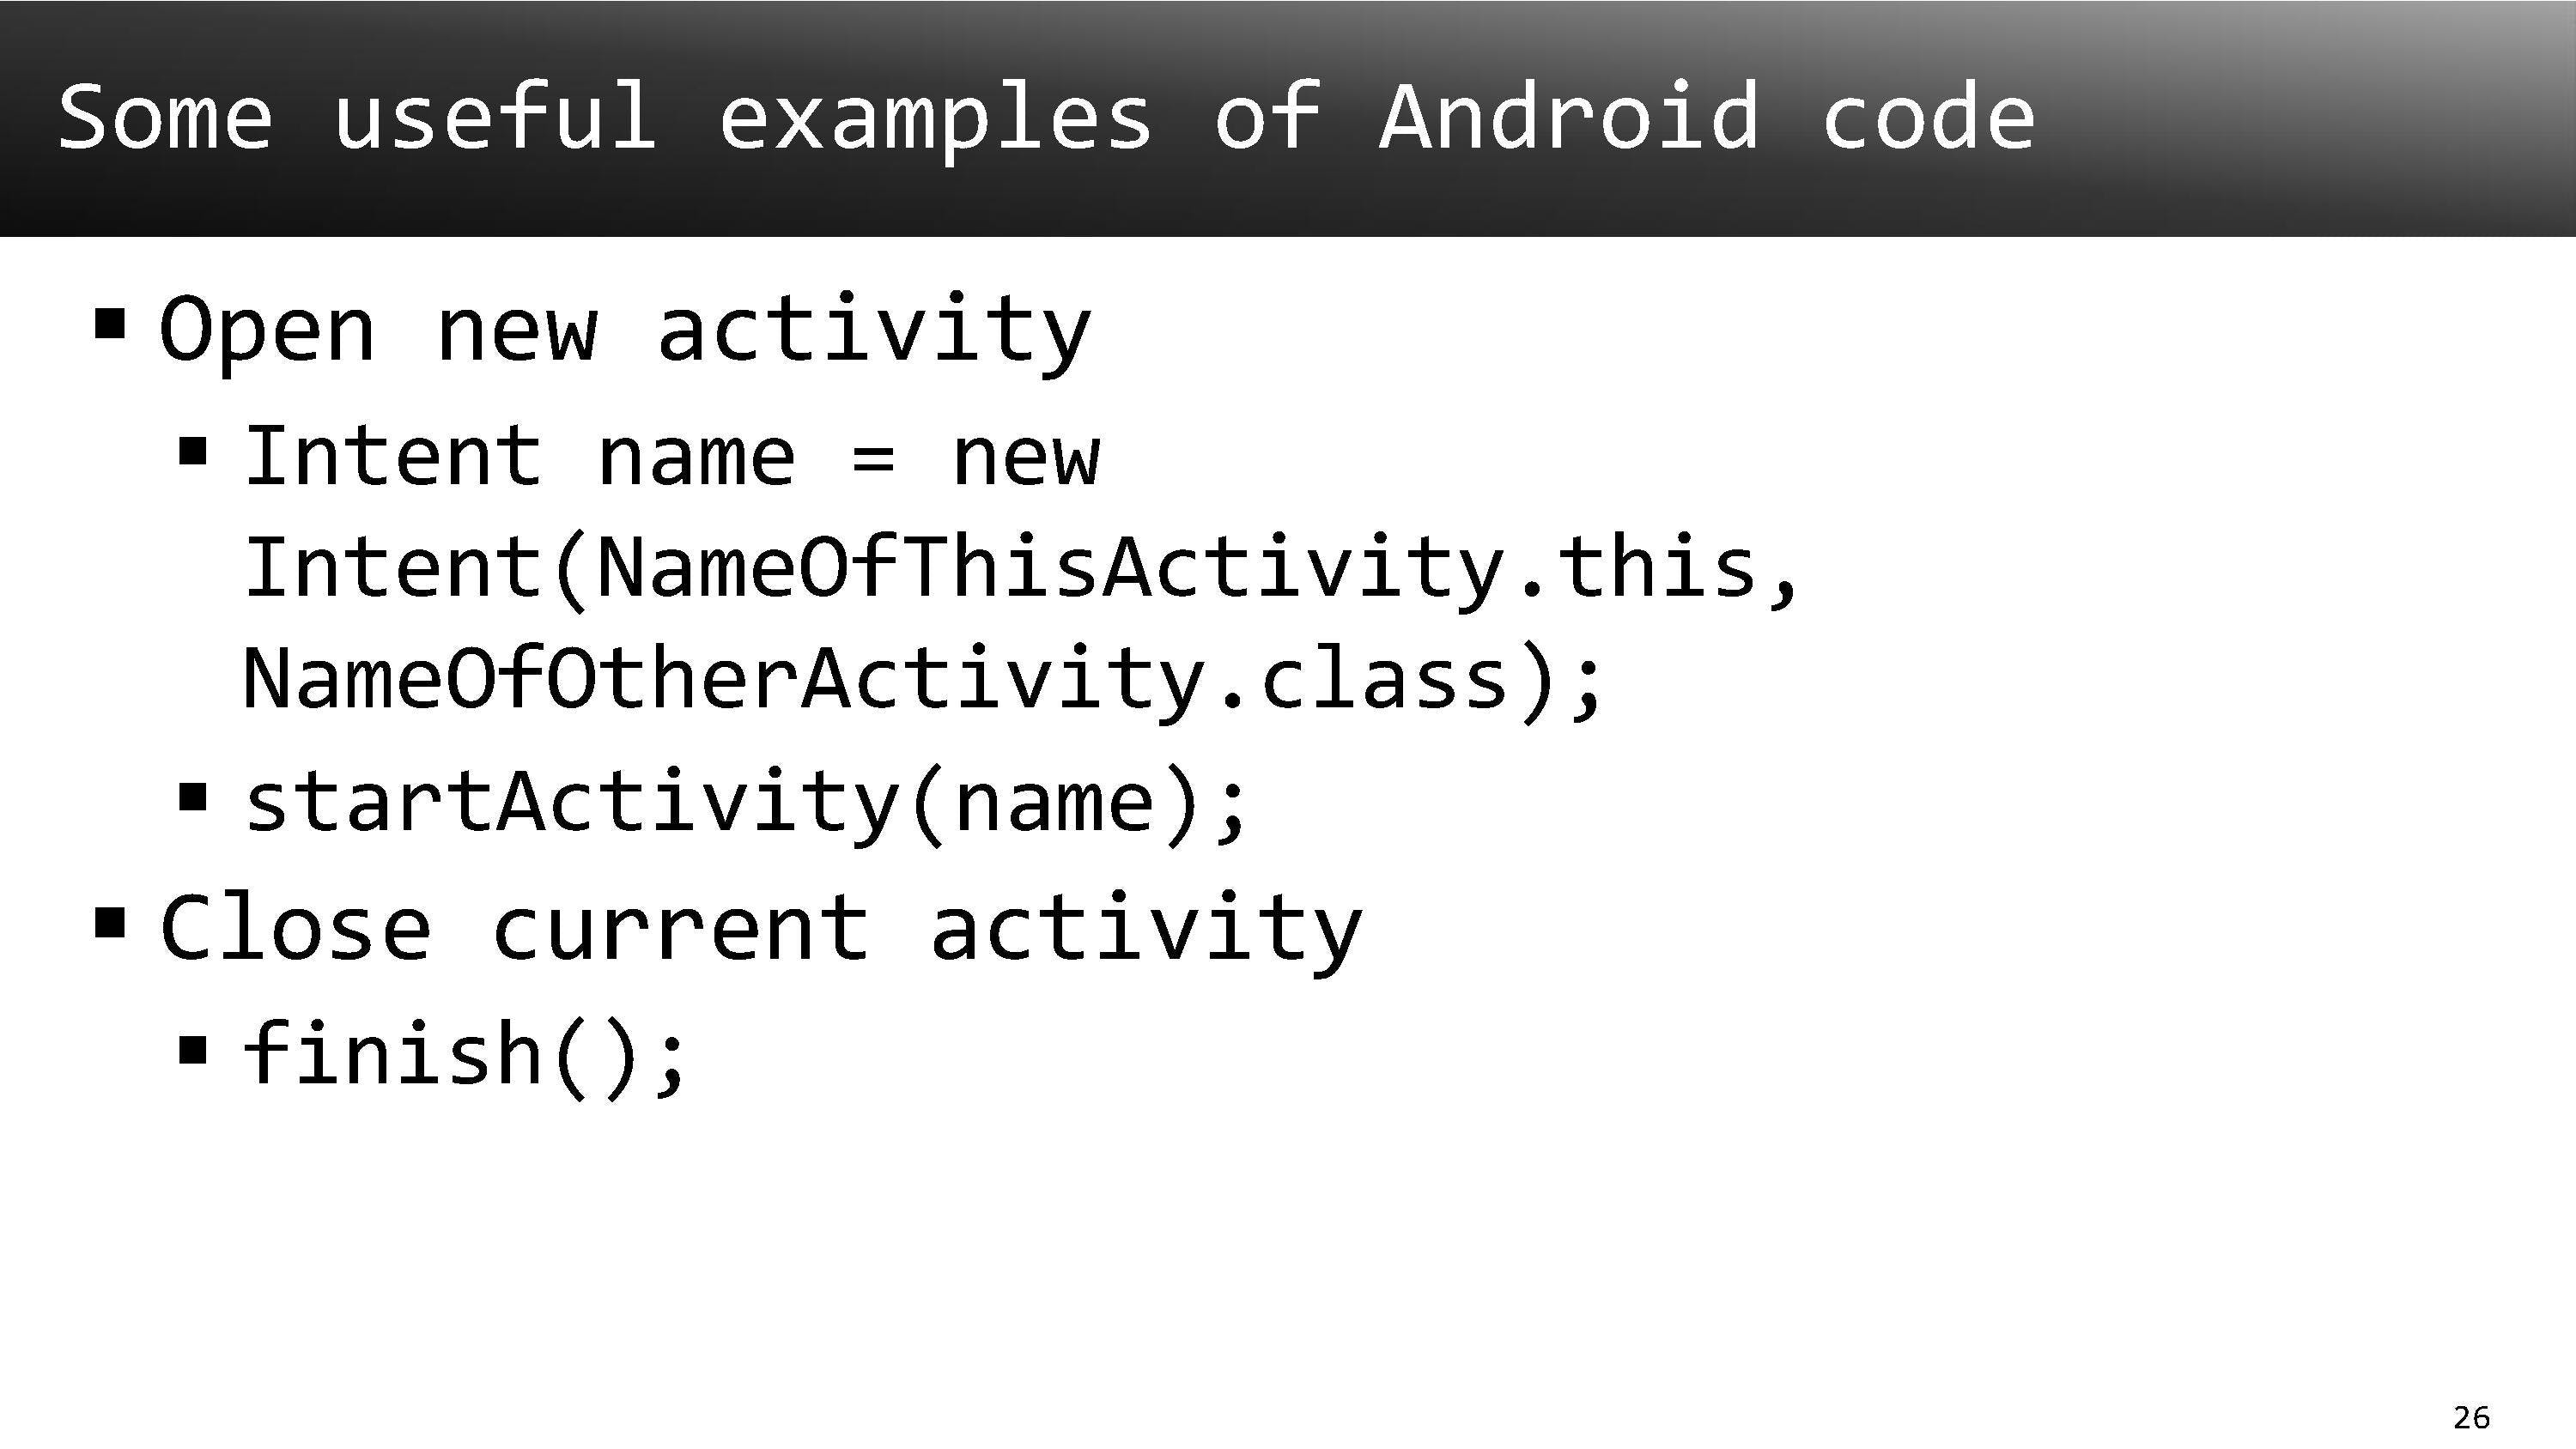 Some useful examples of Android code
▪ Open new activity
▪ Intent name = new
Intent(NameOfThisActivity.this,
NameOfOtherActivity.class);
▪ startActivity(name);
▪ Close current activity
▪ finish();
26